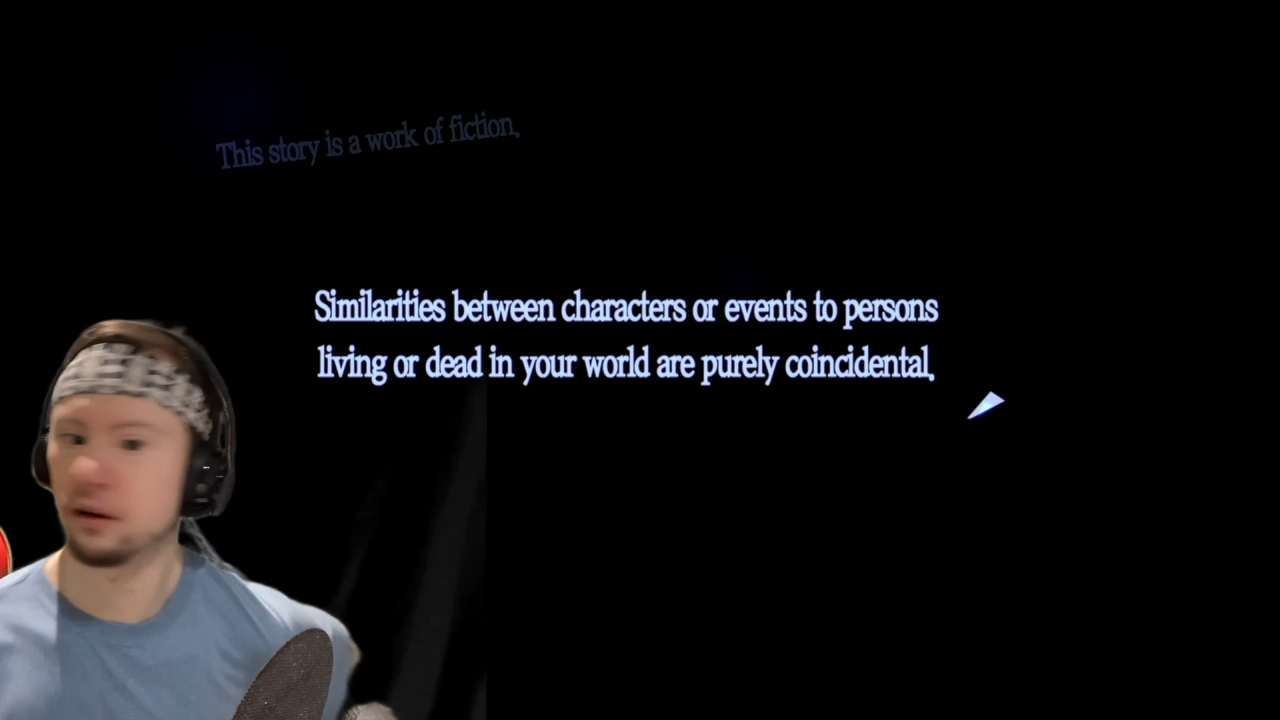 This story is a work of fiction.
Similarities between characters or events to persons
living or dead in your world are purely coincidental.